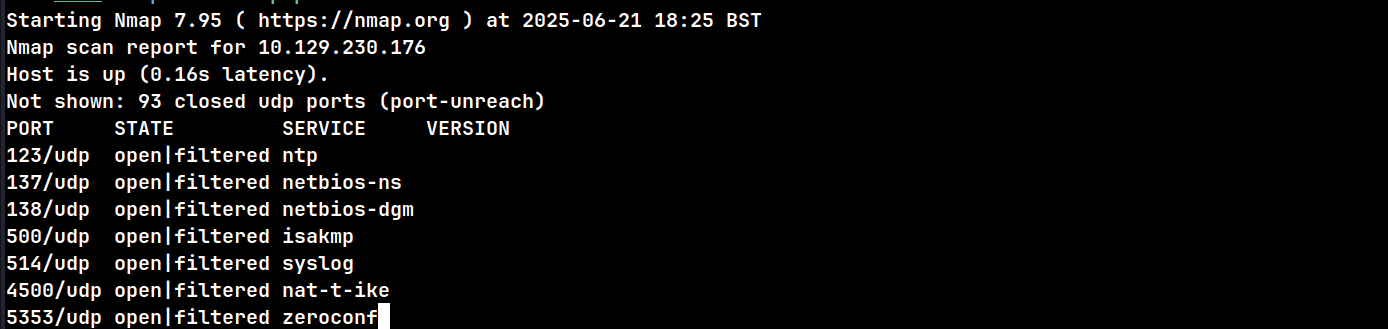 Starting Nmap 7.95 ( https://nmap.org ) at 2025-06-21 18:25 BST
Nmap scan report for 10.129.230.176
Host is up (0.16s latency).
Not shown: 93 closed udp ports (port-unreach)
PORT     STATE         SERVICE     VERSION
123/udp  open|filtered ntp
137/udp  open|filtered netbios-ns
138/udp  open|filtered netbios-dgm
500/udp  open|filtered isakmp
514/udp  open|filtered syslog
4500/udp open|filtered nat-t-ike
5353/udp open|filtered zeroconf